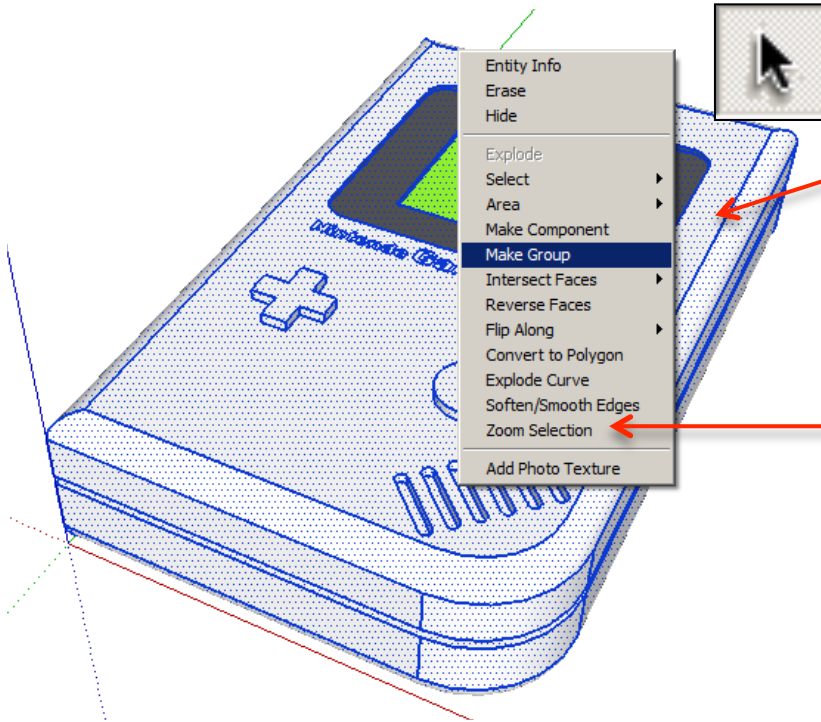 Entity Info
Erase
Hide
Explode
Select
Area
Make Component
Make Group
Intersect Faces
Reverse Faces
Flip Along
Convert to Polygon
Explode Curve
Soften/Smooth Edges
Zoom Selection
Add Photo Texture
Nintendo